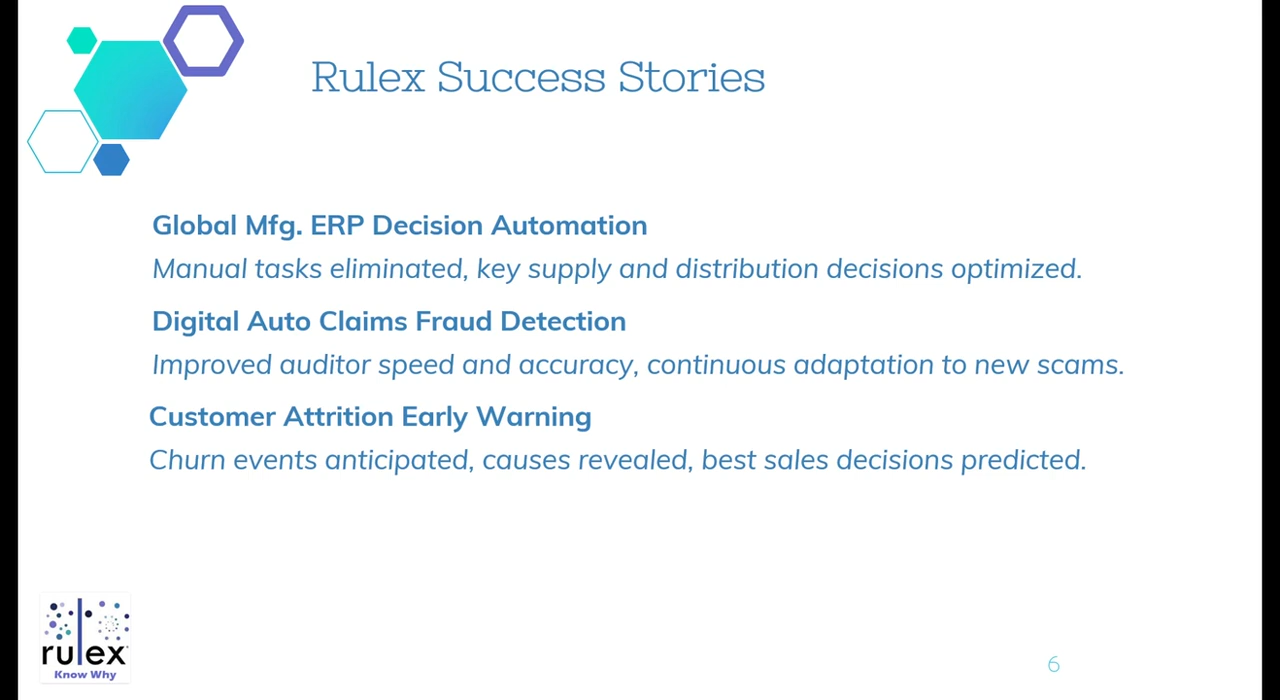 Rulex Success Stories
Global Mfg. ERP Decision Automation
Manual tasks eliminated, key supply and distribution decisions optimized.
Digital Auto Claims Fraud Detection
Improved auditor speed and accuracy, continuous adaptation to new scams.
Customer Attrition Early Warning
Churn events anticipated, causes revealed, best sales decisions predicted.
rulex
Know Why
6